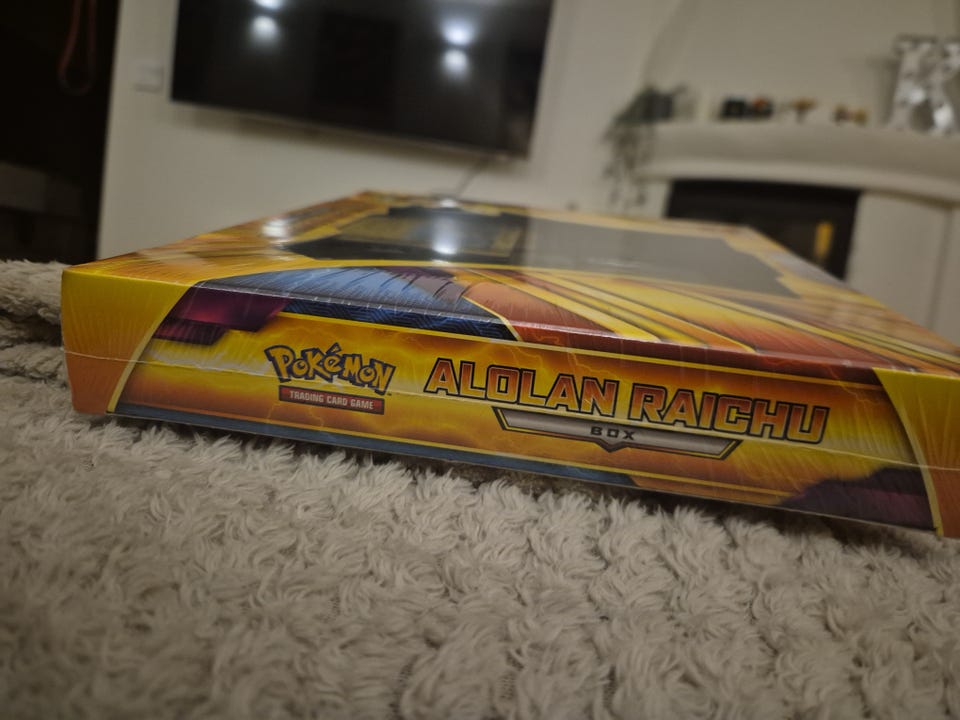 Pokémon
TRADING CARD GAME
ALOLAN RAICHU
BOX